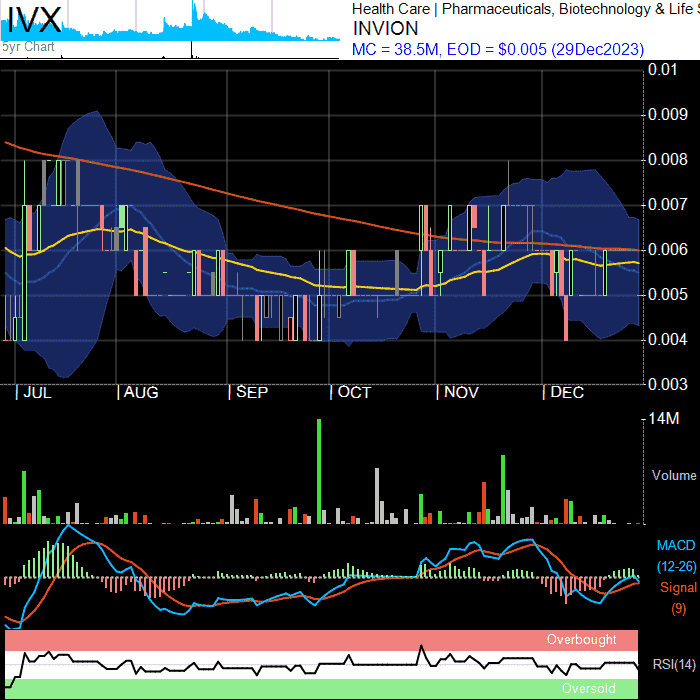 IVX
5yr Chart
Health Care | Pharmaceuticals, Biotechnology & Life S
INVION
MC = 38.5M, EOD = $0.005 (29Dec2023)
0.01
0.009
0.008
0.007
0.006
0.005
0.004
0.003
| JUL | AUG | SEP | OCT | NOV | DEC
14M
Volume
MACD
(12-26)
Signal
(9)
Overbought
RSI(14)
Oversold